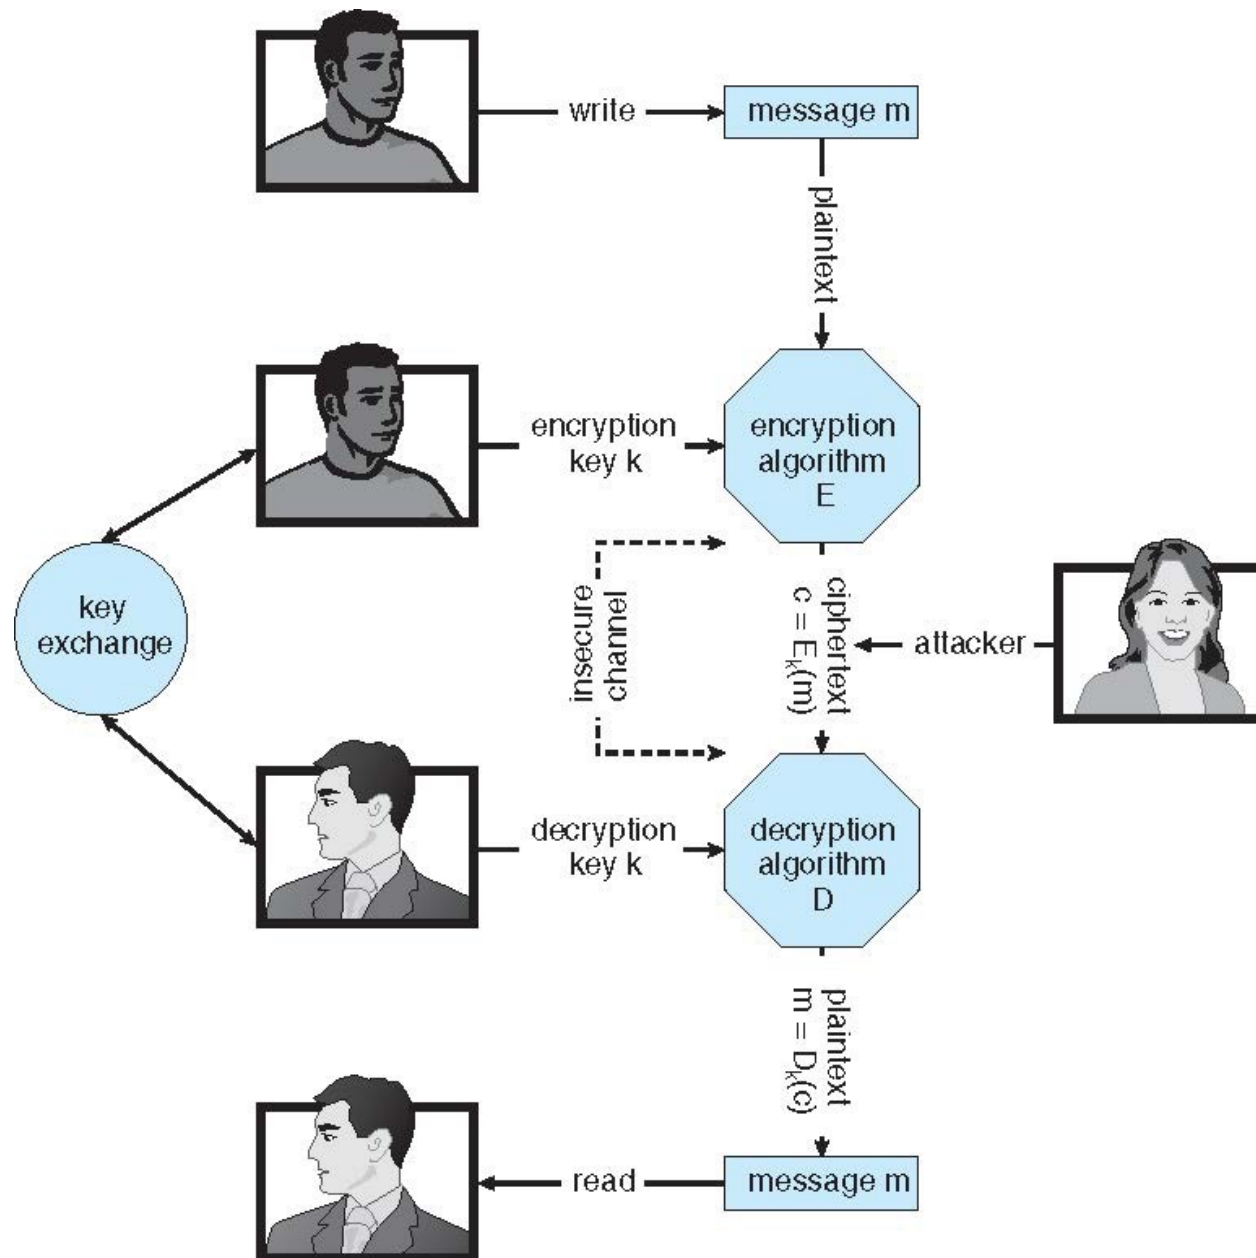 write
message m
plaintext
encryption
key k
encryption
algorithm
E
key
exchange
insecure
channel
ciphertext
c = Eₖ(m)
attacker
decryption
key k
decryption
algorithm
D
plaintext
m = Dₖ(c)
read
message m